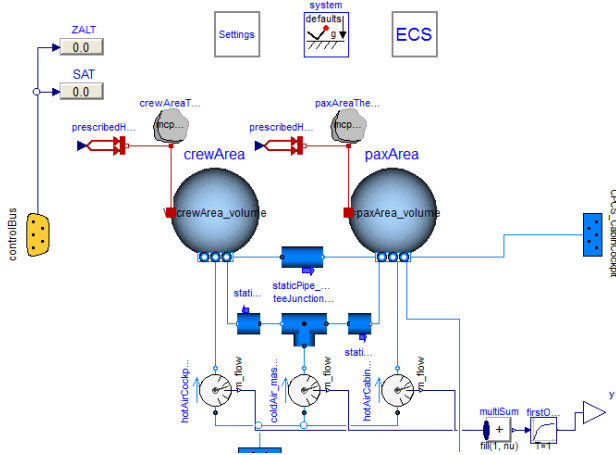 system
ZALT
0.0
Settings
defaults
g
ECS
SAT
0.0
crewAreaT...
paxAreaThe...
prescribedH...
mcp...
prescribedH...
mcp...
crewArea
paxArea
crewArea_volume
paxArea_volume
controlBus
staticPipe_...
teeJunction...
stati...
stati...
hotAirCockp...
m_flow
coldAir_mas...
m_flow
hotAirCabin...
m_flow
multiSum
+
fill(1, nu)
firstO...
T=1
y